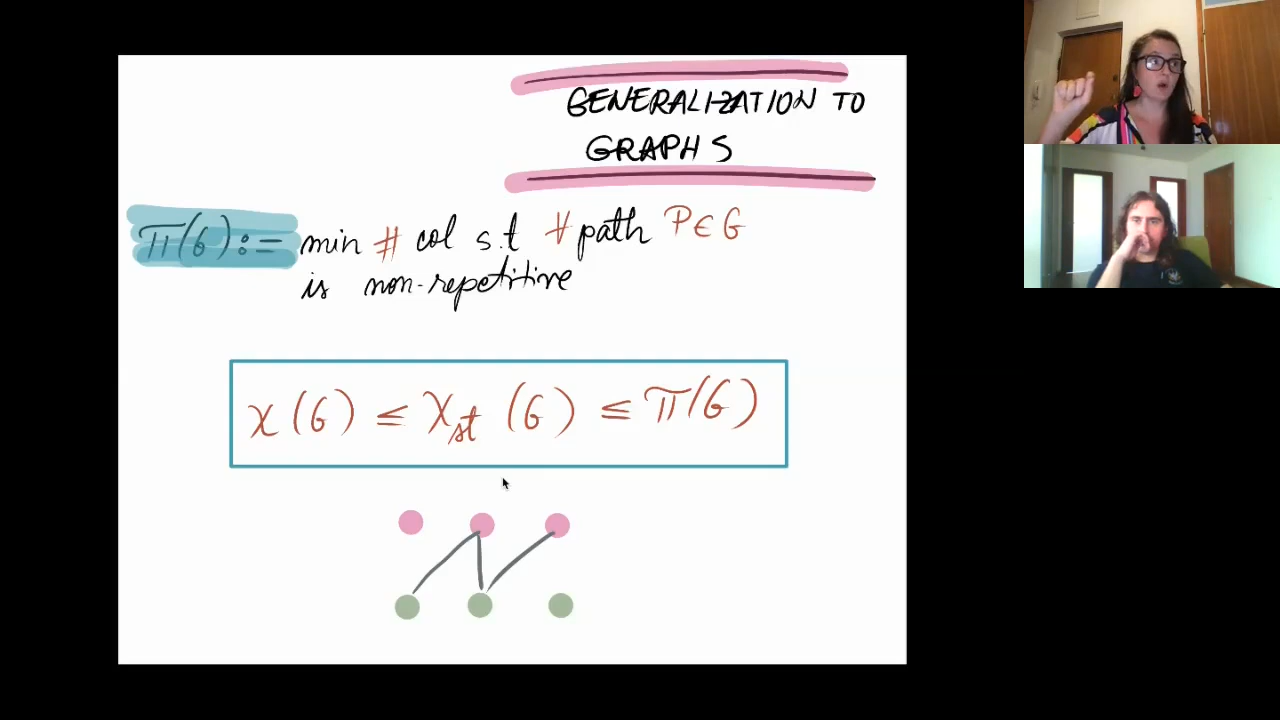 GENERALIZATION TO
GRAPHS
π(G) := min # col s.t ∀ path P∈G
is non-repetitive
χ(G) ≤ χst(G) ≤ π(G)